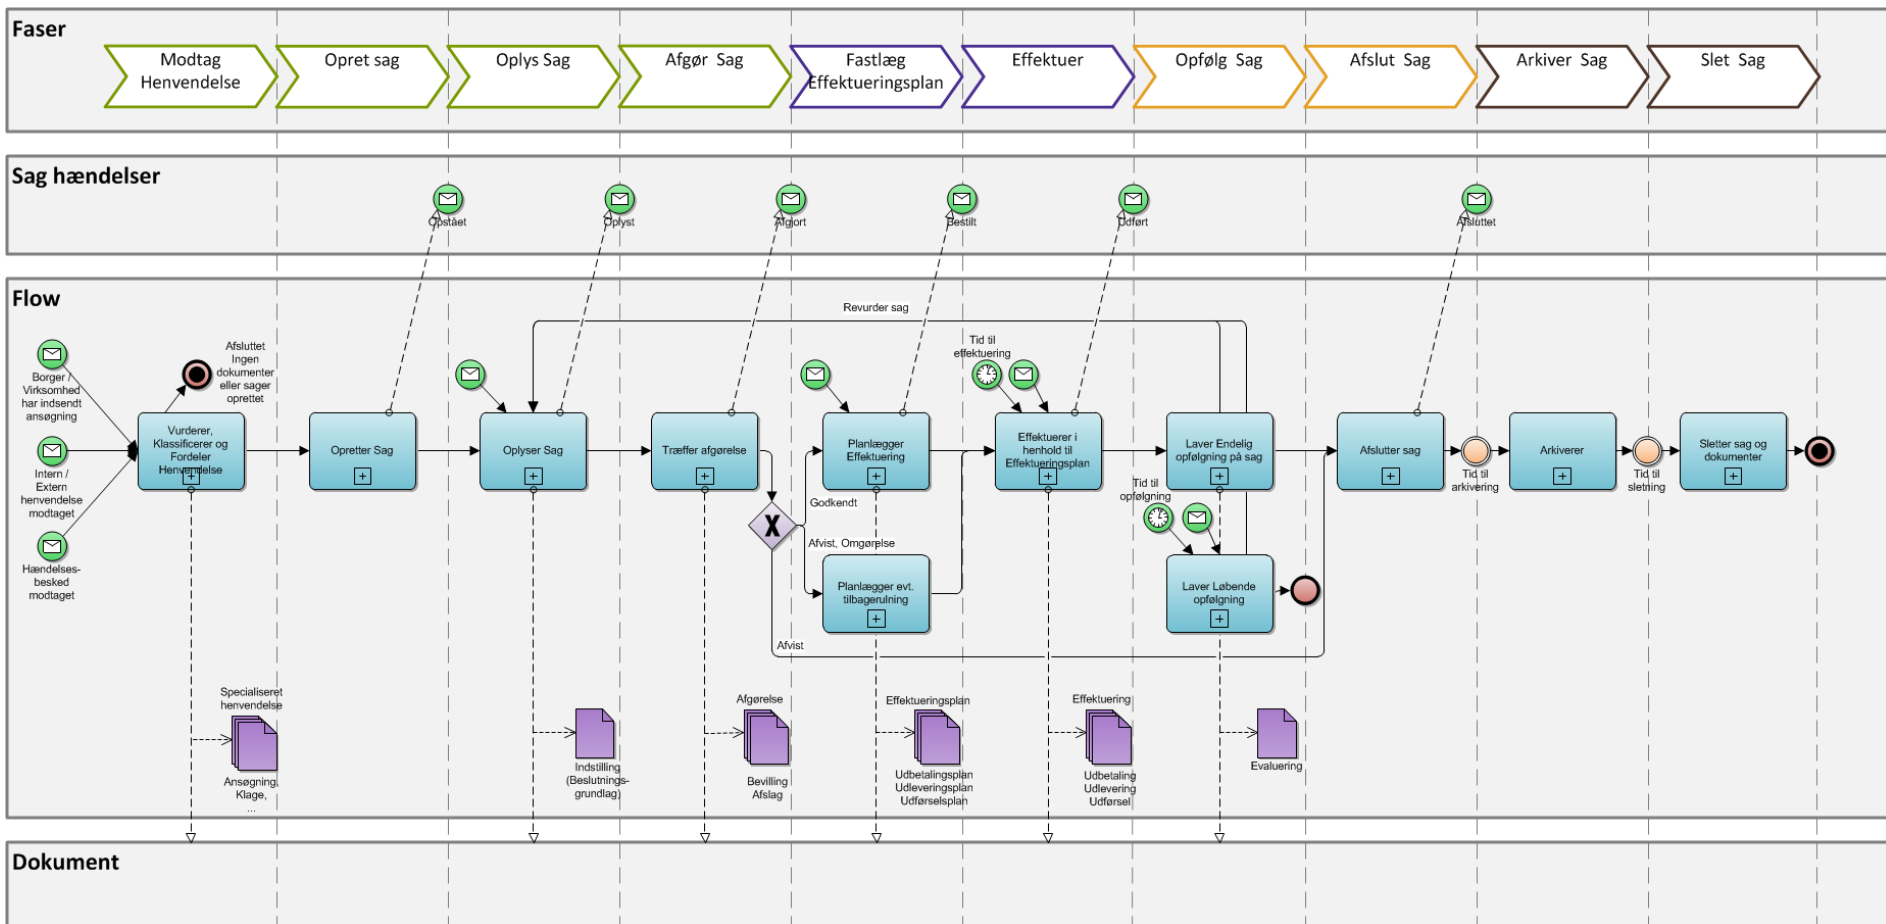 Faser
Modtag
Henvendelse
Opret sag
Oplys Sag
Afgør Sag
Fastlæg
Effektueringsplan
Effektuer
Opfølg Sag
Afslut Sag
Arkiver Sag
Slet Sag
Sag hændelser
Opstået
Oplyst
Afgjort
Bestilt
Udført
Afsluttet
Flow
Revurder sag
Borger /
Virksomhed
har indsendt
ansøgning
Intern /
Extern
henvendelse
modtaget
Hændelses-
besked
modtaget
Afsluttet
Ingen
dokumenter
eller sager
oprettet
Vurderer,
Klassificerer og
Fordeler
Henvendelse
Opretter Sag
Oplyser Sag
Træffer afgørelse
X
Godkendt
Afvist, Omgørelse
Afvist
Planlægger
Effektuering
Planlægger evt.
tilbagerulning
Tid til
effektuering
Effektuerer i
henhold til
Effektueringsplan
Laver Endelig
opfølgning på sag
Tid til
opfølgning
Laver Løbende
opfølgning
Afslutter sag
Tid til
arkivering
Arkiverer
Tid til
sletning
Sletter sag og
dokumenter
Specialiseret
henvendelse
Ansøgning,
Klage,
...
Indstilling
(Beslutnings-
grundlag)
Afgørelse
Bevilling
Afslag
Effektueringsplan
Udbetalingsplan
Udleveringsplan
Udførselsplan
Effektuering
Udbetaling
Udlevering
Udførsel
Evaluering
Dokument